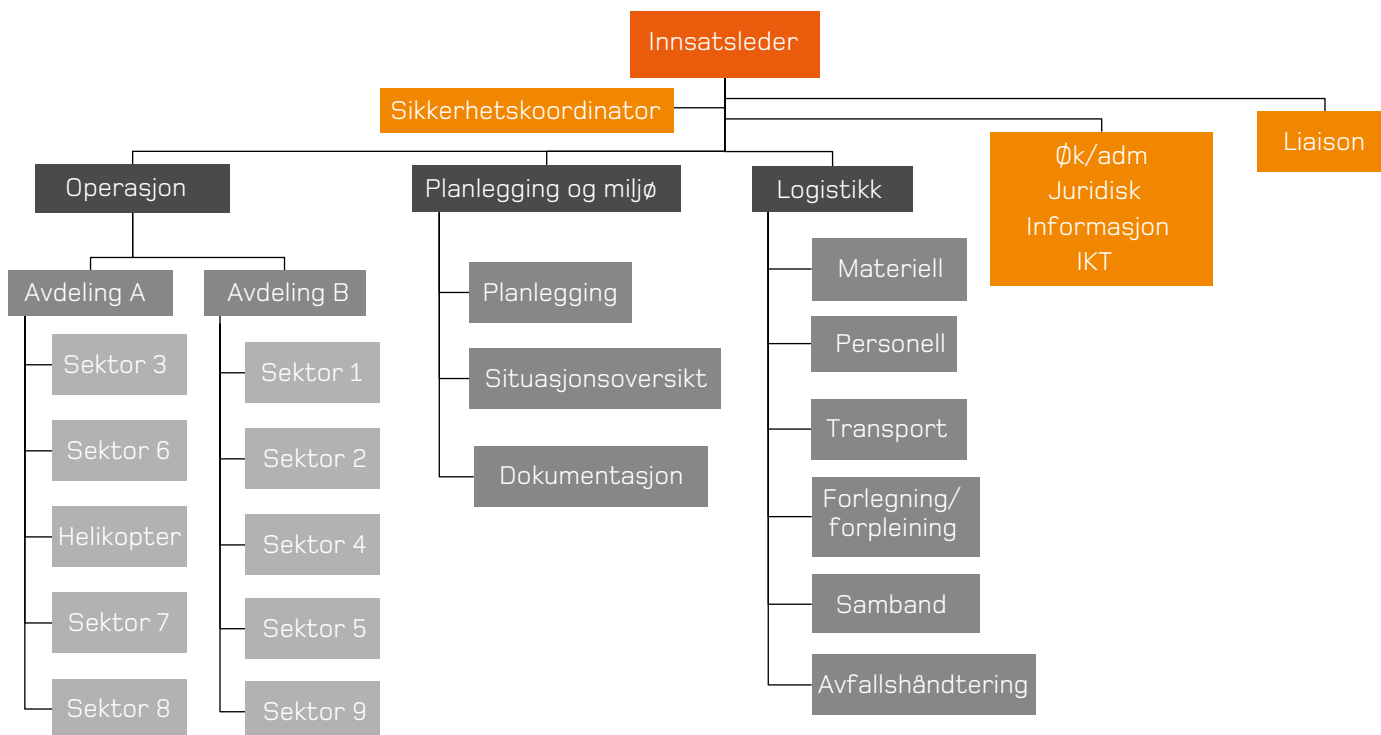 Innsatsleder
Sikkerhetskoordinator
Liaison
Øk/adm
Juridisk
Informasjon
IKT
Operasjon
Planlegging og miljø
Logistikk
Avdeling A
Avdeling B
Sektor 3
Sektor 6
Helikopter
Sektor 7
Sektor 8
Sektor 1
Sektor 2
Sektor 4
Sektor 5
Sektor 9
Planlegging
Situasjonsoversikt
Dokumentasjon
Materiell
Personell
Transport
Forlegning/
forpleining
Samband
Avfallshåndtering